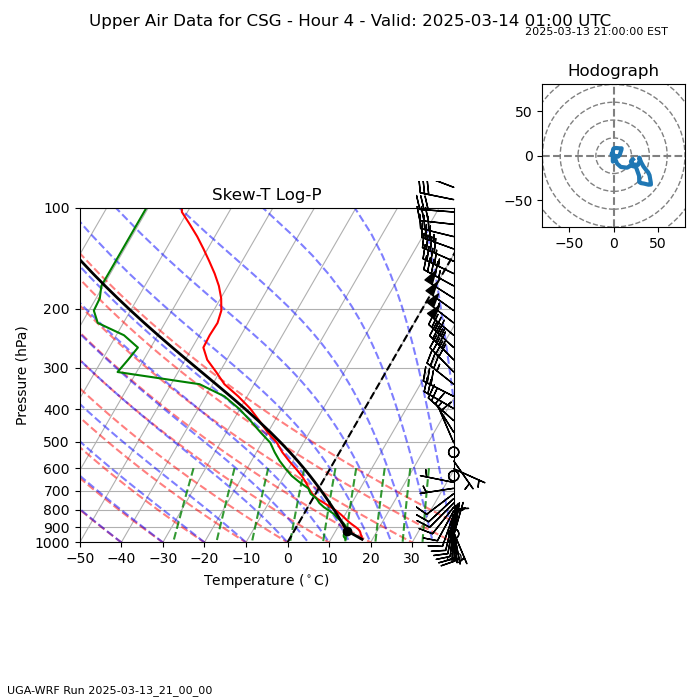 Upper Air Data for CSG - Hour 4 - Valid: 2025-03-14 01:00 UTC
2025-03-13 21:00:00 EST
Hodograph
50
0
−50
−50 0 50
Skew-T Log-P
100
200
300
400
500
600
700
800
900
1000
Pressure (hPa)
−50 −40 −30 −20 −10 0 10 20 30
Temperature (°C)
UGA-WRF Run 2025-03-13_21_00_00